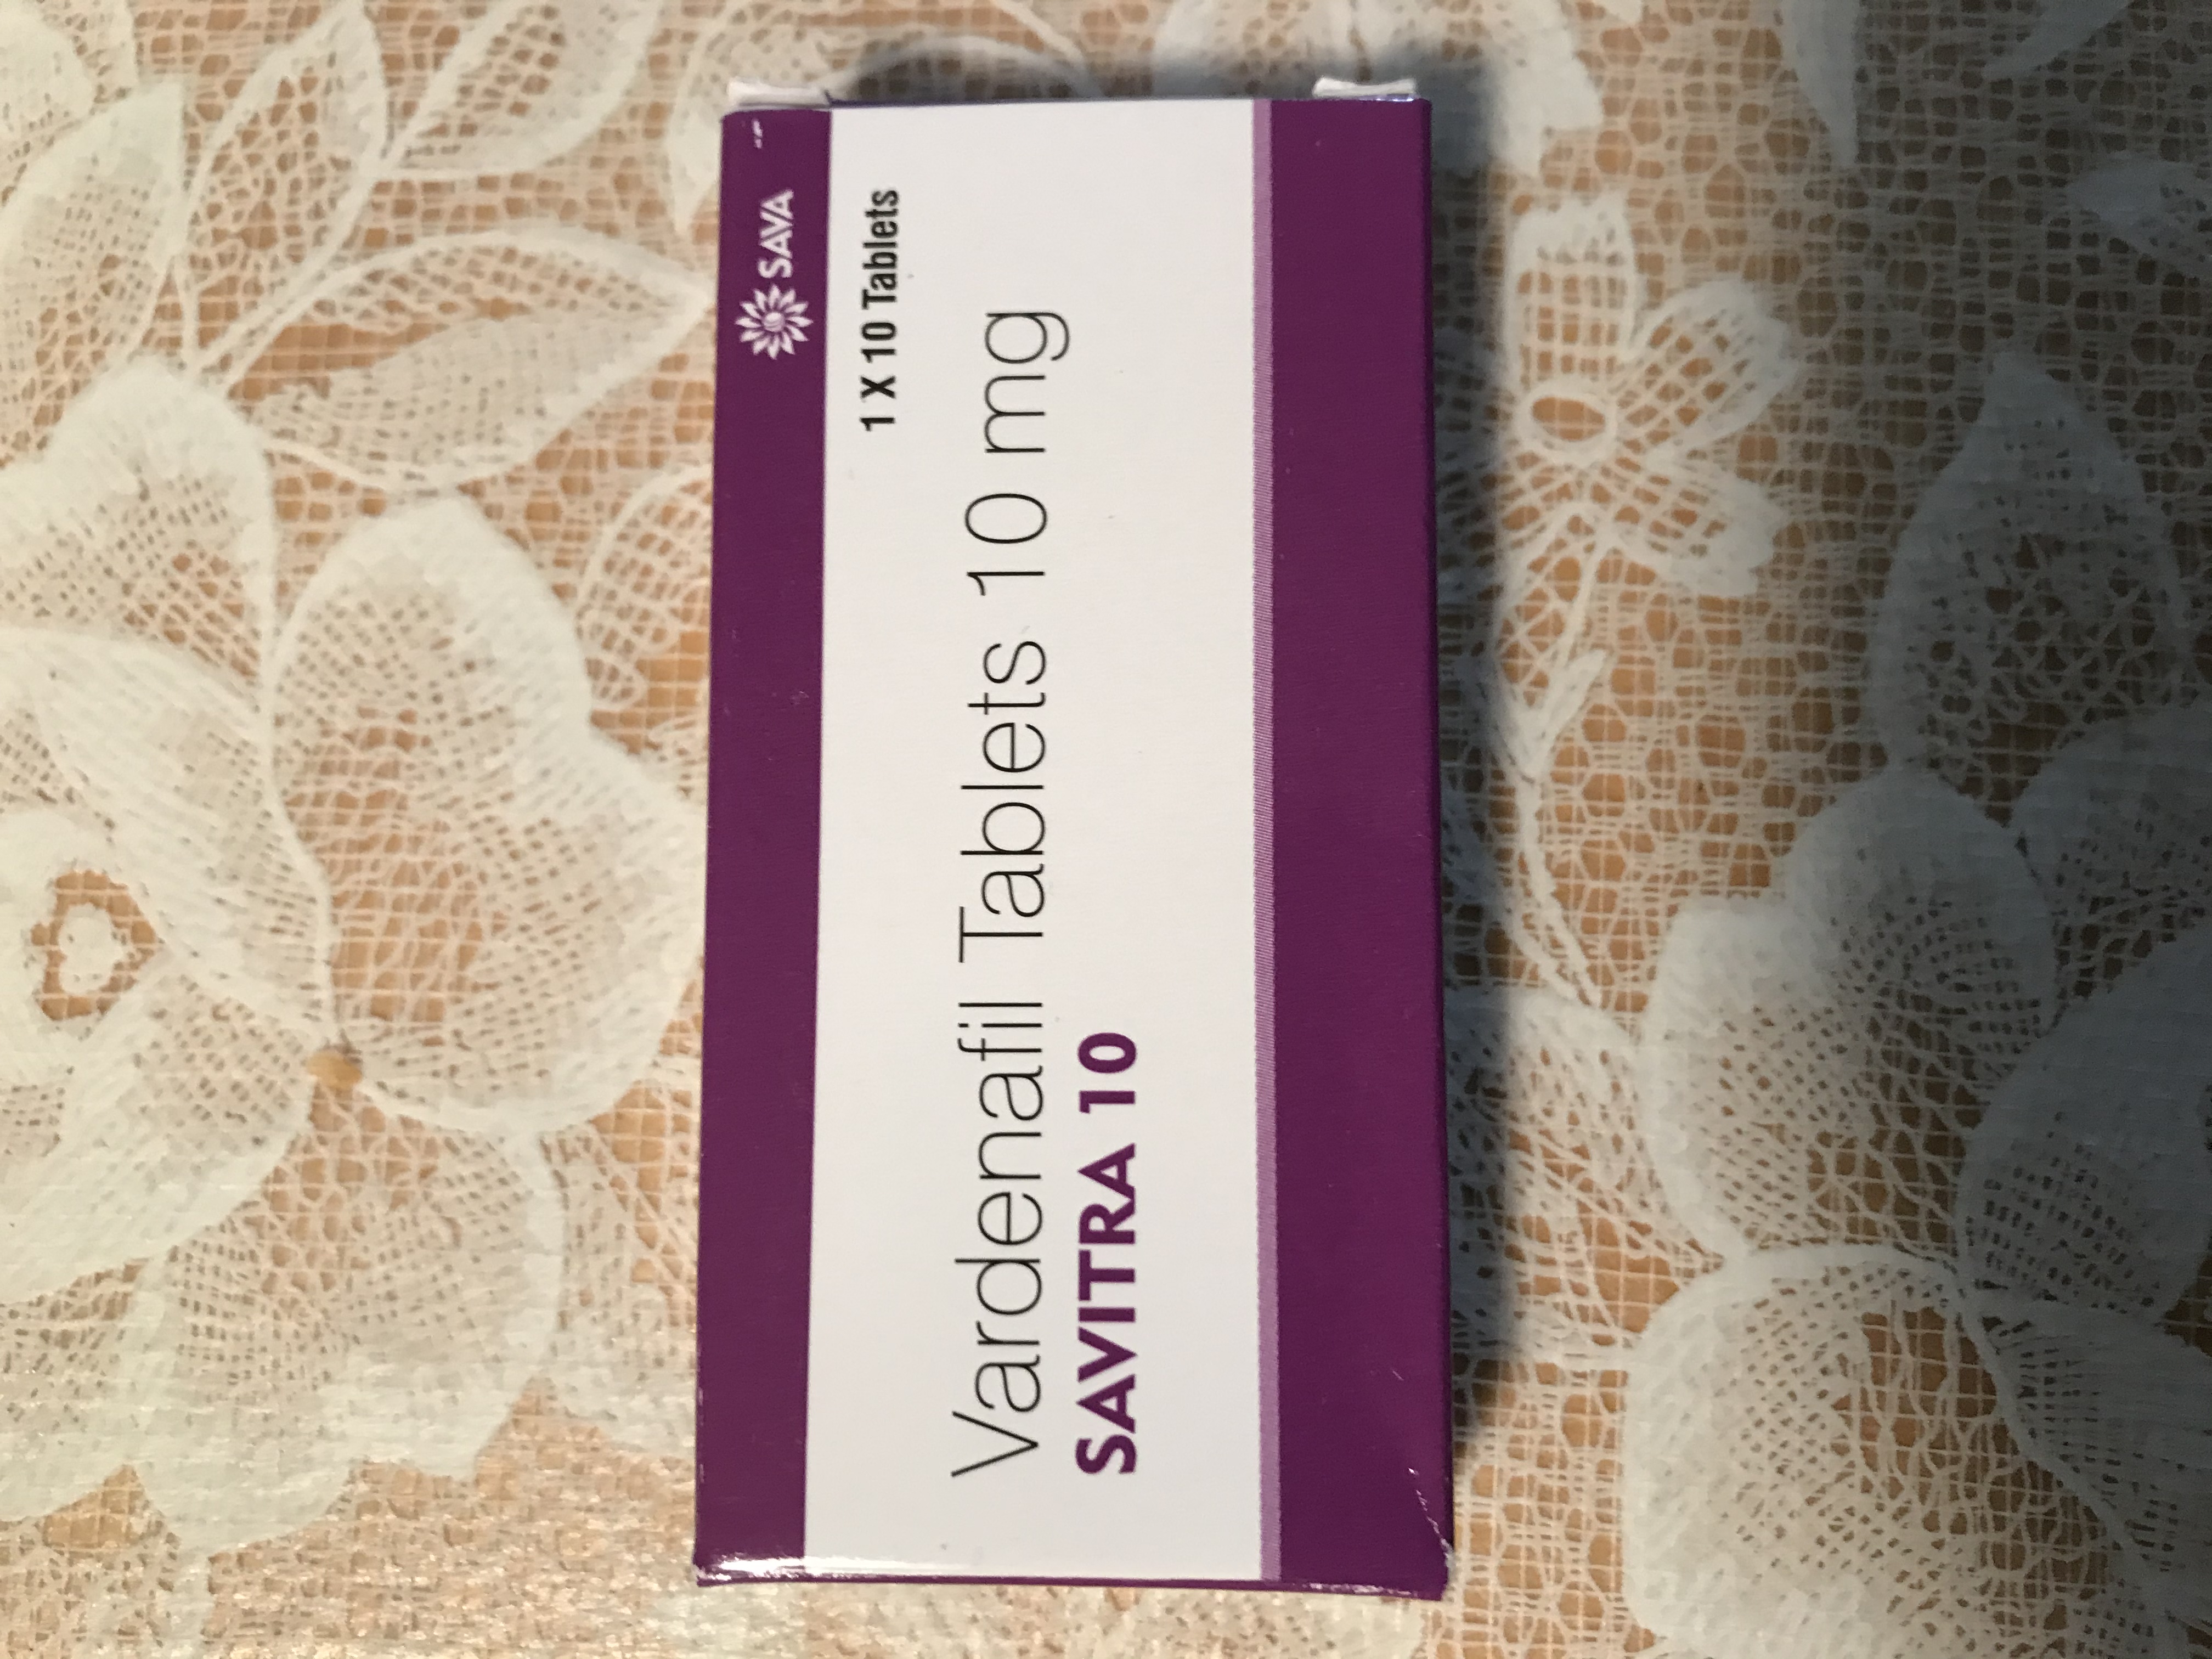 SAVA
1 X 10 Tablets
Vardenafil Tablets 10 mg
SAVITRA 10